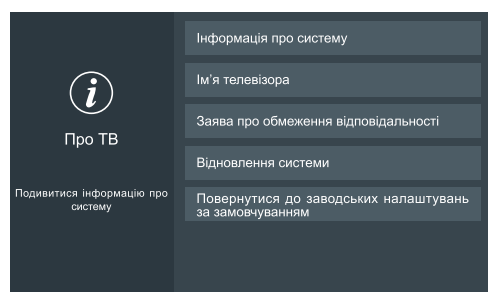 Про ТВ
Подивитися інформацію про
систему
Інформація про систему
Ім’я телевізора
Заява про обмеження відповідальності
Відновлення системи
Повернутися до заводських налаштувань
за замовчуванням